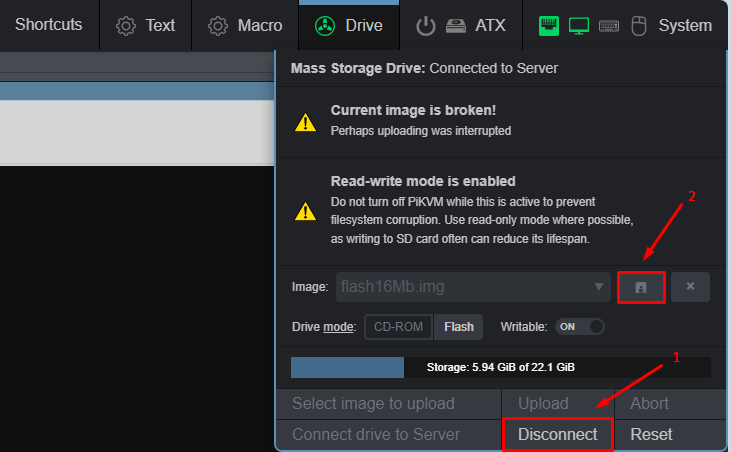 Shortcuts Text Macro Drive ATX System
Mass Storage Drive: Connected to Server
Current image is broken!
Perhaps uploading was interrupted
Read-write mode is enabled
Do not turn off PiKVM while this is active to prevent
filesystem corruption. Use read-only mode where possible,
as writing to SD card often can reduce its lifespan.
2
Image: flash16Mb.img ×
Drive mode: CD-ROM Flash Writable: ON
1
Storage: 5.94 GiB of 22.1 GiB
Select image to upload Upload Abort
Connect drive to Server Disconnect Reset